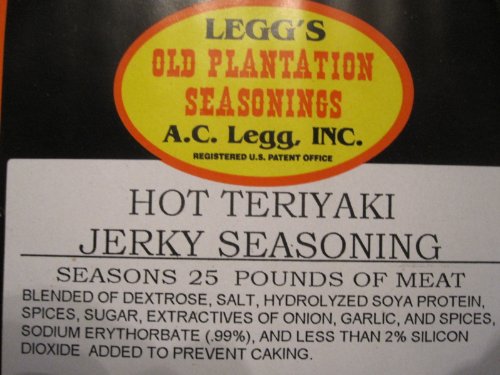 LEGG'S
OLD PLANTATION
SEASONINGS
A.C. Legg, INC.
REGISTERED U.S. PATENT OFFICE
HOT TERIYAKI
JERKY SEASONING
SEASONS 25 POUNDS OF MEAT
BLENDED OF DEXTROSE, SALT, HYDROLYZED SOYA PROTEIN,
SPICES, SUGAR, EXTRACTIVES OF ONION, GARLIC, AND SPICES,
SODIUM ERYTHORBATE (.99%), AND LESS THAN 2% SILICON
DIOXIDE ADDED TO PREVENT CAKING.